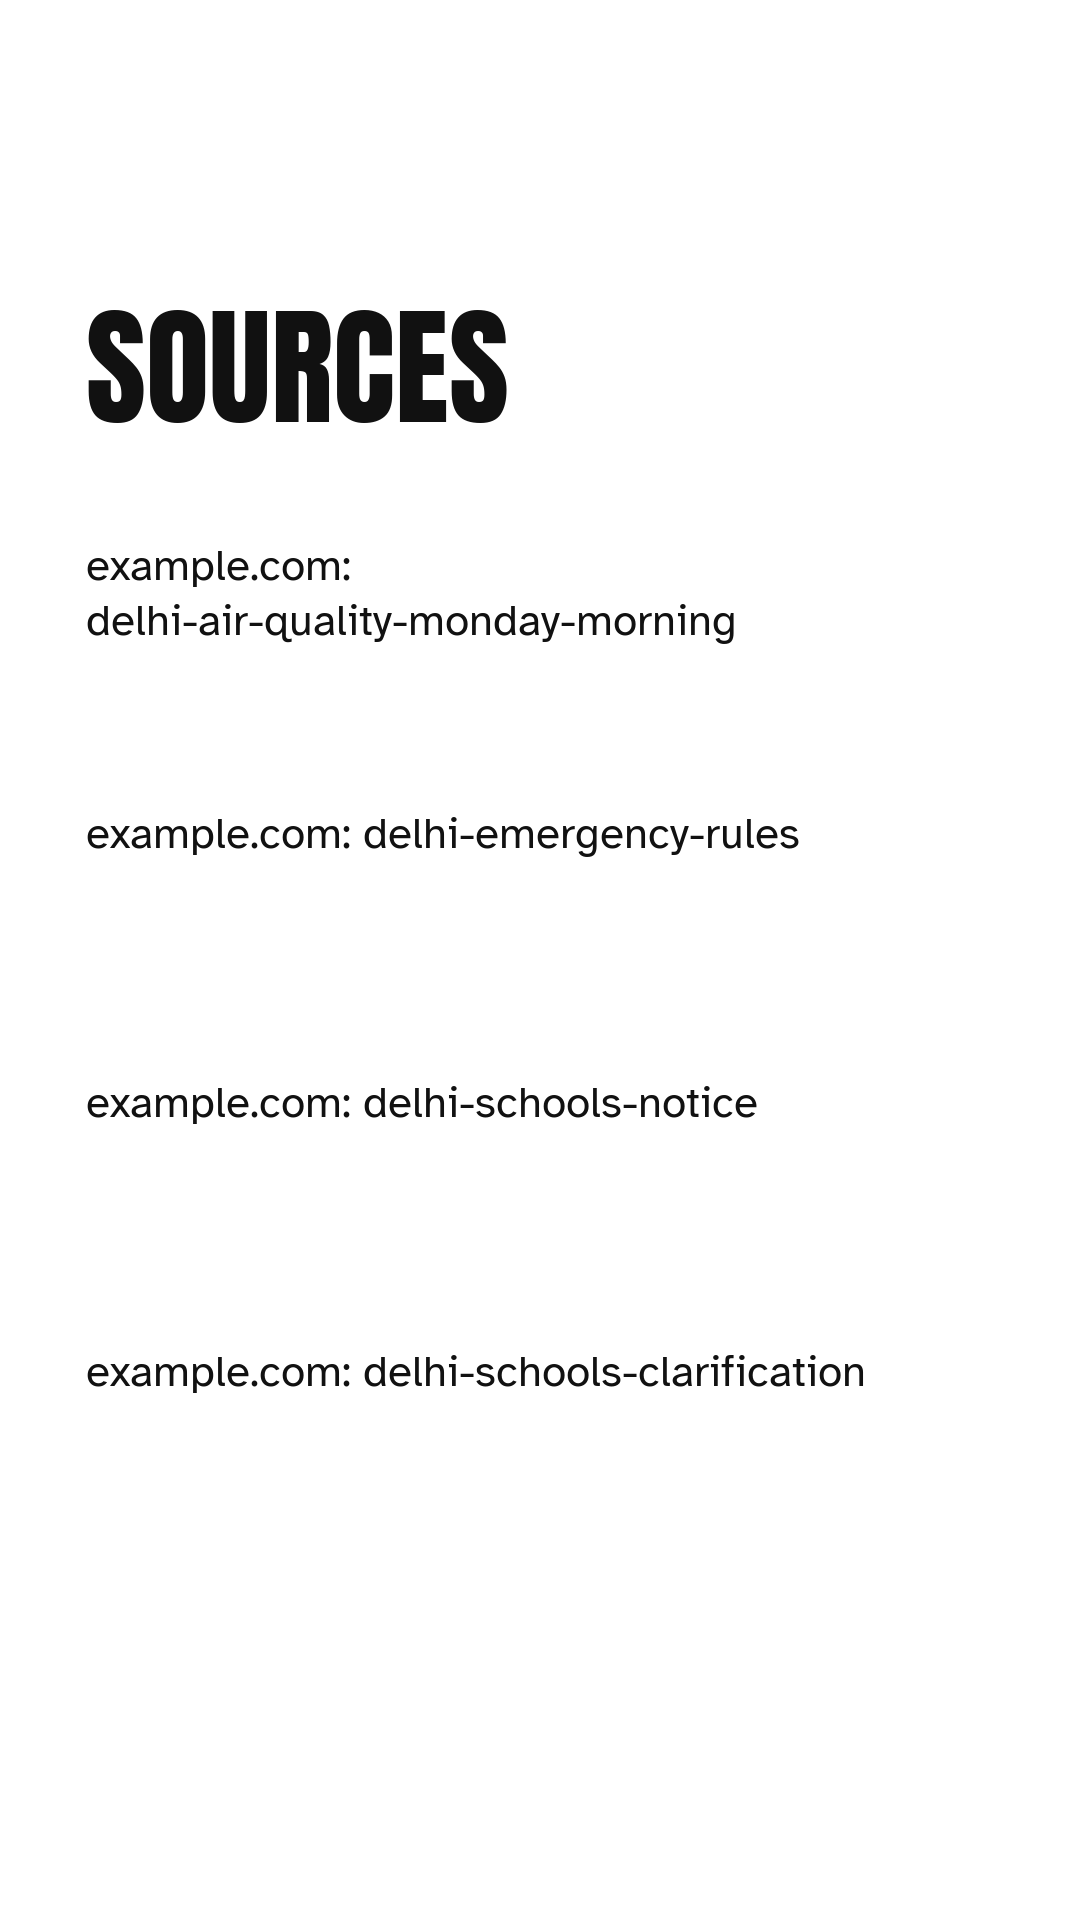 SOURCES
example.com:
delhi-air-quality-monday-morning
example.com: delhi-emergency-rules
example.com: delhi-schools-notice
example.com: delhi-schools-clarification